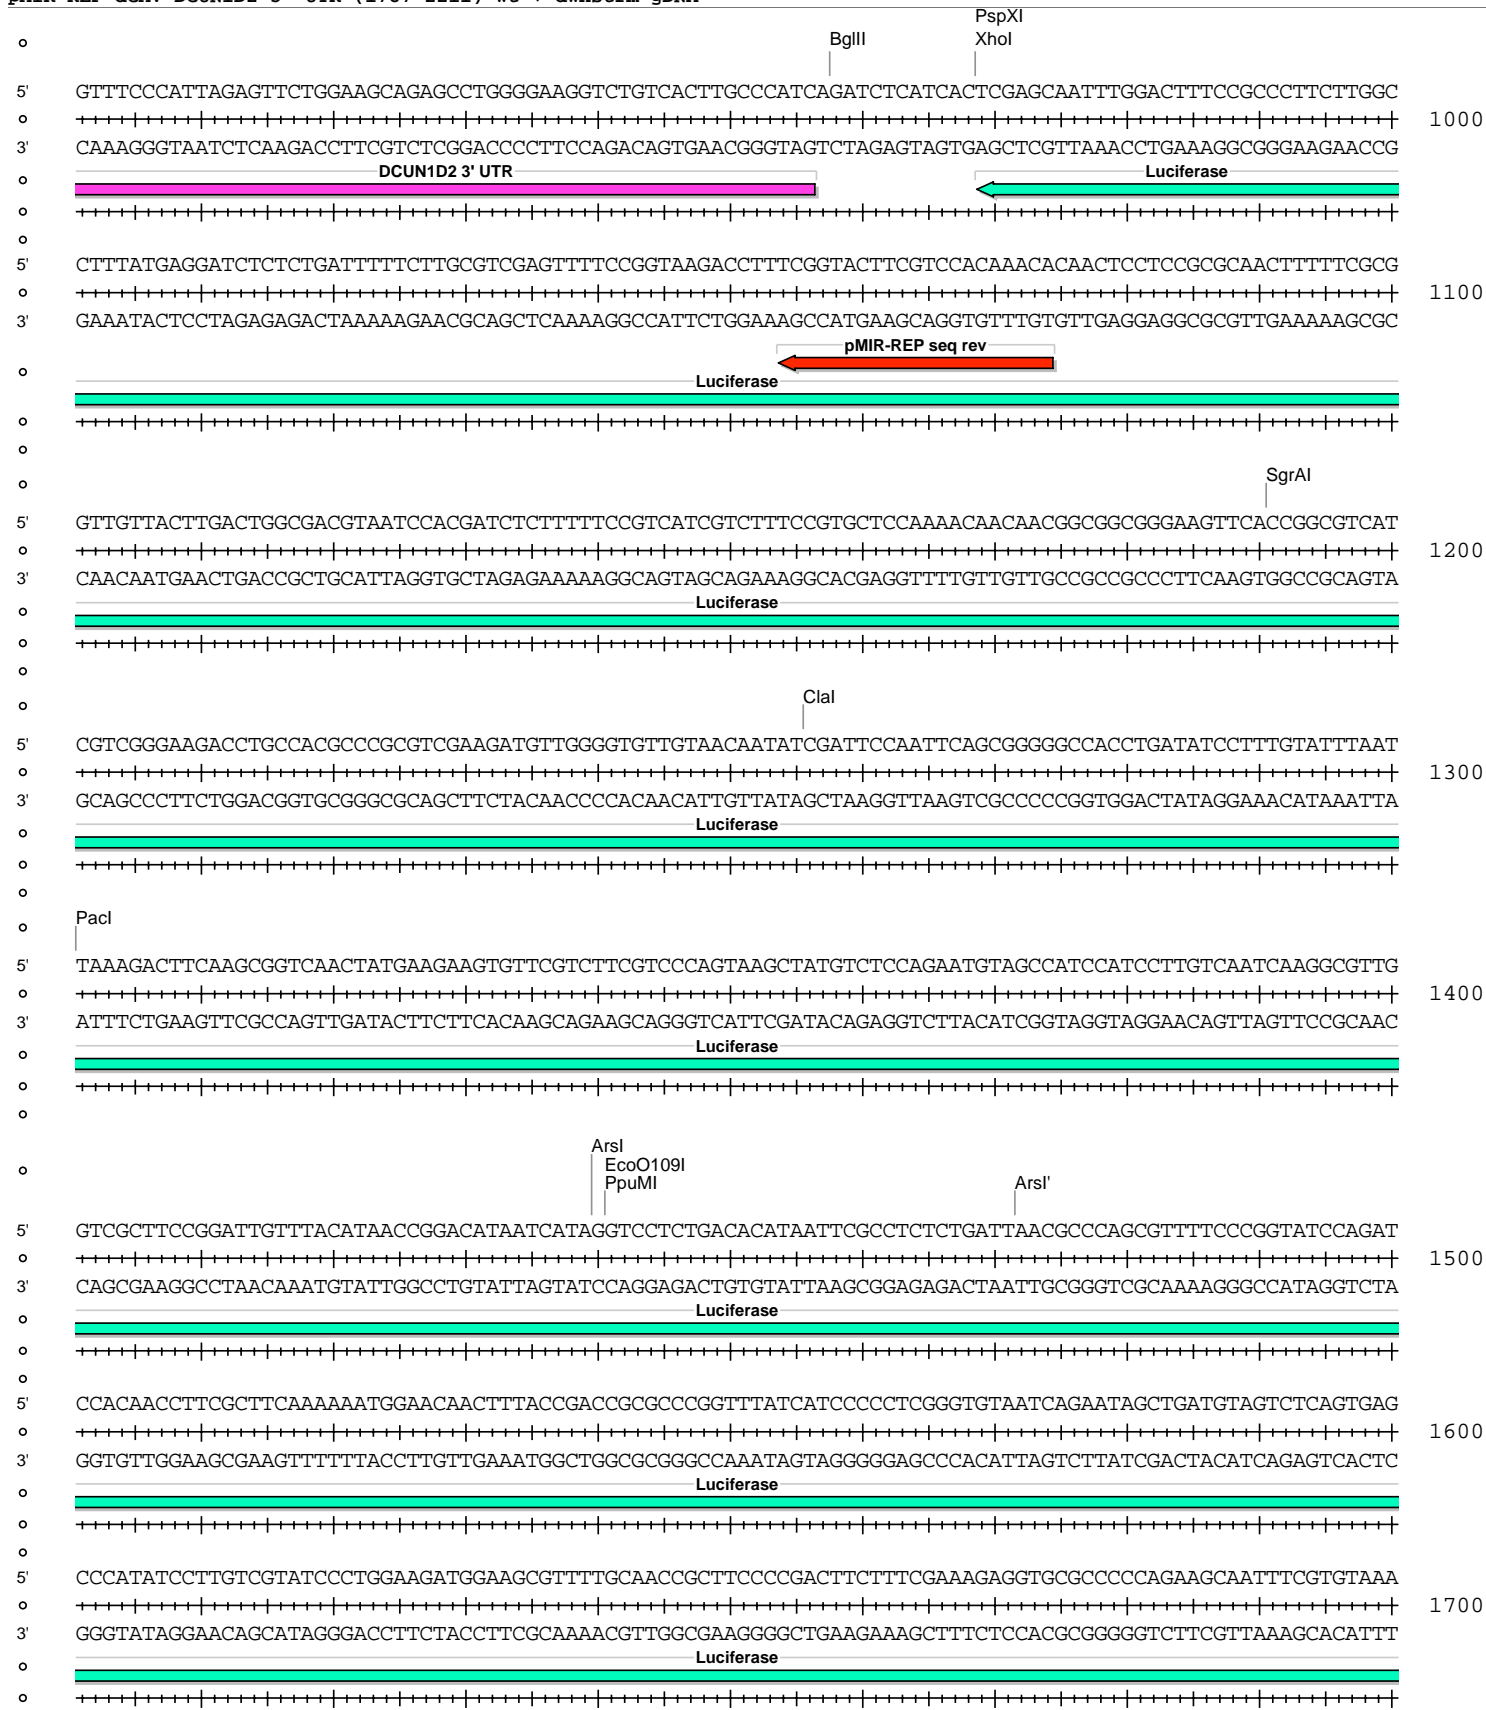 PspXI
BglII XhoI
5' GTTTCCCATTAGAGTTCTGGAAGCAGAGCCTGGGGAAGGTCTGTCACTTGCCCATCAGATCTCATCACTCGAGCAATTTGGACTTTCCGCCCTTCTTGGC
1000
3' CAAAGGGTAATCTCAAGACCTTCGTCTCGGACCCCTTCCAGACAGTGAACGGGTAGTCTAGAGTAGTGAGCTCGTTAAACCTGAAAGGCGGGAAGAACCG
DCUN1D2 3' UTR Luciferase
5' CTTTATGAGGATCTCTCTGATTTTTCTTGCGTCGAGTTTTCCGGTAAGACCTTTCGGTACTTCGTCCACAAACACAACTCCTCCGCGCAACTTTTTCGCG
1100
3' GAAATACTCCTAGAGAGACTAAAAAGAACGCAGCTCAAAAGGCCATTCTGGAAAGCCATGAAGCAGGTGTTTGTGTTGAGGAGGCGCGTTGAAAAAGCGC
pMIR-REP seq rev
Luciferase
SgrAI
5' GTTGTTACTTGACTGGCGACGTAATCCACGATCTCTTTTTCCGTCATCGTCTTTCCGTGCTCCAAAACAACAACGGCGGCGGGAAGTTCACCGGCGTCAT
1200
3' CAACAATGAACTGACCGCTGCATTAGGTGCTAGAGAAAAAGGCAGTAGCAGAAAGGCACGAGGTTTTGTTGTTGCCGCCGCCCTTCAAGTGGCCGCAGTA
Luciferase
ClaI
5' CGTCGGGAAGACCTGCCACGCCCGCGTCGAAGATGTTGGGGTGTTGTAACAATATCGATTCCAATTCAGCGGGGGCCACCTGATATCCTTTGTATTTAAT
1300
3' GCAGCCCTTCTGGACGGTGCGGGCGCAGCTTCTACAACCCCACAACATTGTTATAGCTAAGGTTAAGTCGCCCCCGGTGGACTATAGGAAACATAAATTA
Luciferase
PacI
5' TAAAGACTTCAAGCGGTCAACTATGAAGAAGTGTTCGTCTTCGTCCCAGTAAGCTATGTCTCCAGAATGTAGCCATCCATCCTTGTCAATCAAGGCGTTG
1400
3' ATTTCTGAAGTTCGCCAGTTGATACTTCTTCACAAGCAGAAGCAGGGTCATTCGATACAGAGGTCTTACATCGGTAGGTAGGAACAGTTAGTTCCGCAAC
Luciferase
ArsI
EcoO109I
PpuMI ArsI'
5' GTCGCTTCCGGATTGTTTACATAACCGGACATAATCATAGGTCCTCTGACACATAATTCGCCTCTCTGATTAACGCCCAGCGTTTTCCCGGTATCCAGAT
1500
3' CAGCGAAGGCCTAACAAATGTATTGGCCTGTATTAGTATCCAGGAGACTGTGTATTAAGCGGAGAGACTAATTGCGGGTCGCAAAAGGGCCATAGGTCTA
Luciferase
5' CCACAACCTTCGCTTCAAAAAATGGAACAACTTTACCGACCGCGCCCGGTTTATCATCCCCCTCGGGTGTAATCAGAATAGCTGATGTAGTCTCAGTGAG
1600
3' GGTGTTGGAAGCGAAGTTTTTTACCTTGTTGAAATGGCTGGCGCGGGCCAAATAGTAGGGGGAGCCCACATTAGTCTTATCGACTACATCAGAGTCACTC
Luciferase
5' CCCATATCCTTGTCGTATCCCTGGAAGATGGAAGCGTTTTGCAACCGCTTCCCCGACTTCTTTCGAAAGAGGTGCGCCCCCAGAAGCAATTTCGTGTAAA
1700
3' GGGTATAGGAACAGCATAGGGACCTTCTACCTTCGCAAAACGTTGGCGAAGGGGCTGAAGAAAGCTTTCTCCACGCGGGGGTCTTCGTTAAAGCACATTT
Luciferase